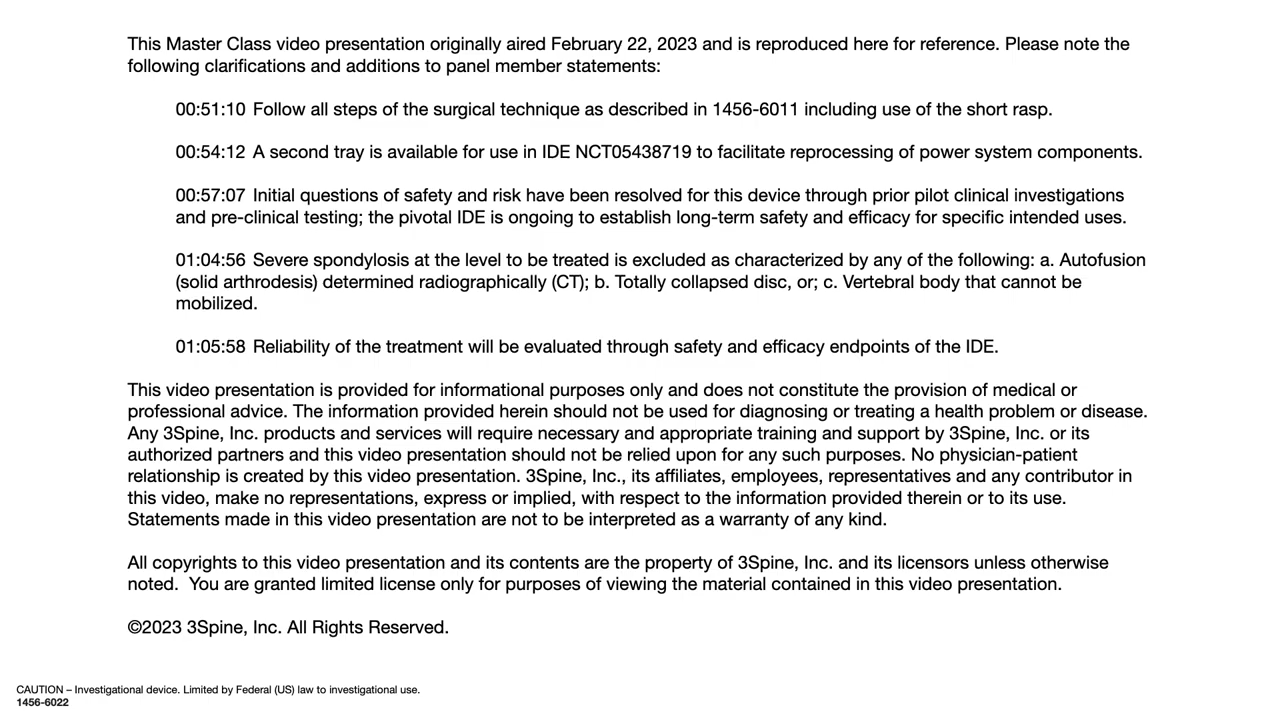 This Master Class video presentation originally aired February 22, 2023 and is reproduced here for reference. Please note the
following clarifications and additions to panel member statements:
00:51:10 Follow all steps of the surgical technique as described in 1456-6011 including use of the short rasp.
00:54:12 A second tray is available for use in IDE NCT05438719 to facilitate reprocessing of power system components.
00:57:07 Initial questions of safety and risk have been resolved for this device through prior pilot clinical investigations
and pre-clinical testing; the pivotal IDE is ongoing to establish long-term safety and efficacy for specific intended uses.
01:04:56 Severe spondylosis at the level to be treated is excluded as characterized by any of the following: a. Autofusion
(solid arthrodesis) determined radiographically (CT); b. Totally collapsed disc, or; c. Vertebral body that cannot be
mobilized.
01:05:58 Reliability of the treatment will be evaluated through safety and efficacy endpoints of the IDE.
This video presentation is provided for informational purposes only and does not constitute the provision of medical or
professional advice. The information provided herein should not be used for diagnosing or treating a health problem or disease.
Any 3Spine, Inc. products and services will require necessary and appropriate training and support by 3Spine, Inc. or its
authorized partners and this video presentation should not be relied upon for any such purposes. No physician-patient
relationship is created by this video presentation. 3Spine, Inc., its affiliates, employees, representatives and any contributor in
this video, make no representations, express or implied, with respect to the information provided therein or to its use.
Statements made in this video presentation are not to be interpreted as a warranty of any kind.
All copyrights to this video presentation and its contents are the property of 3Spine, Inc. and its licensors unless otherwise
noted.  You are granted limited license only for purposes of viewing the material contained in this video presentation.
©2023 3Spine, Inc. All Rights Reserved.
CAUTION – Investigational device. Limited by Federal (US) law to investigational use.
1456-6022